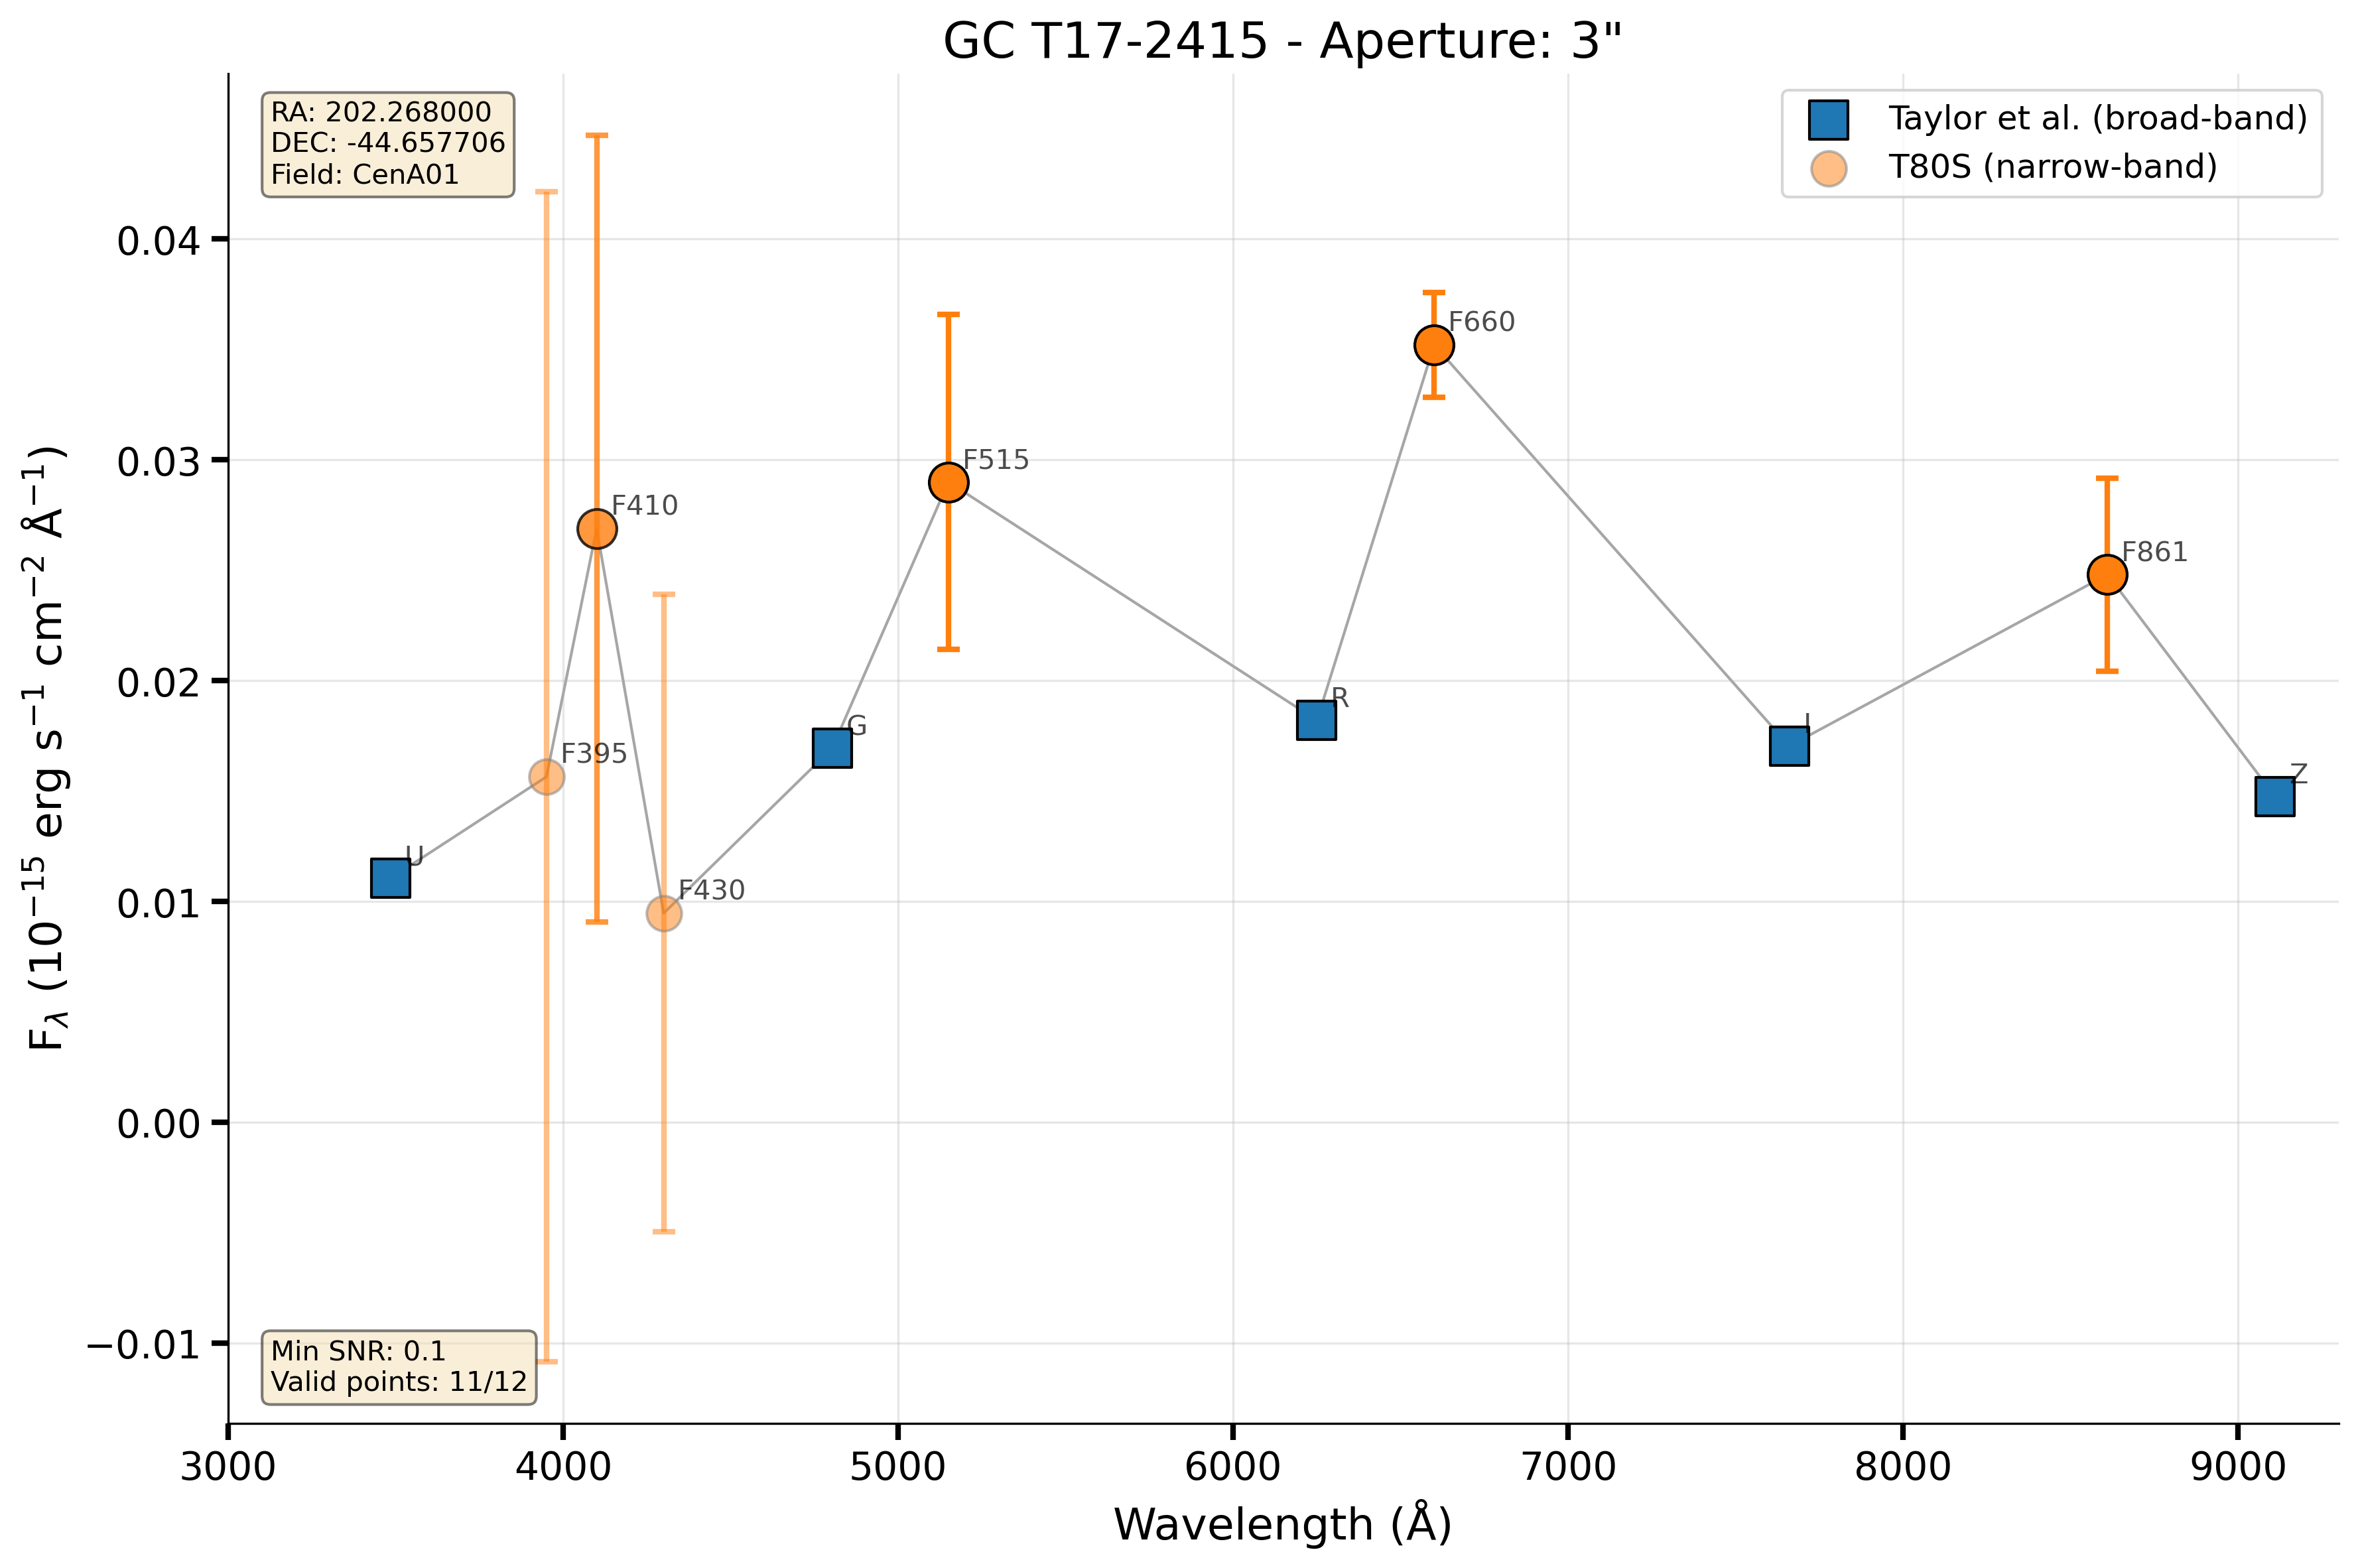 GC T17-2415 - Aperture: 3"
RA: 202.268000
DEC: -44.657706
Field: CenA01
Taylor et al. (broad-band)
T80S (narrow-band)
F_λ (10⁻¹⁵ erg s⁻¹ cm⁻² Å⁻¹)
0.04
0.03
0.02
0.01
0.00
−0.01
U
F395
F410
F430
G
F515
R
F660
I
F861
Z
Min SNR: 0.1
Valid points: 11/12
3000 4000 5000 6000 7000 8000 9000
Wavelength (Å)